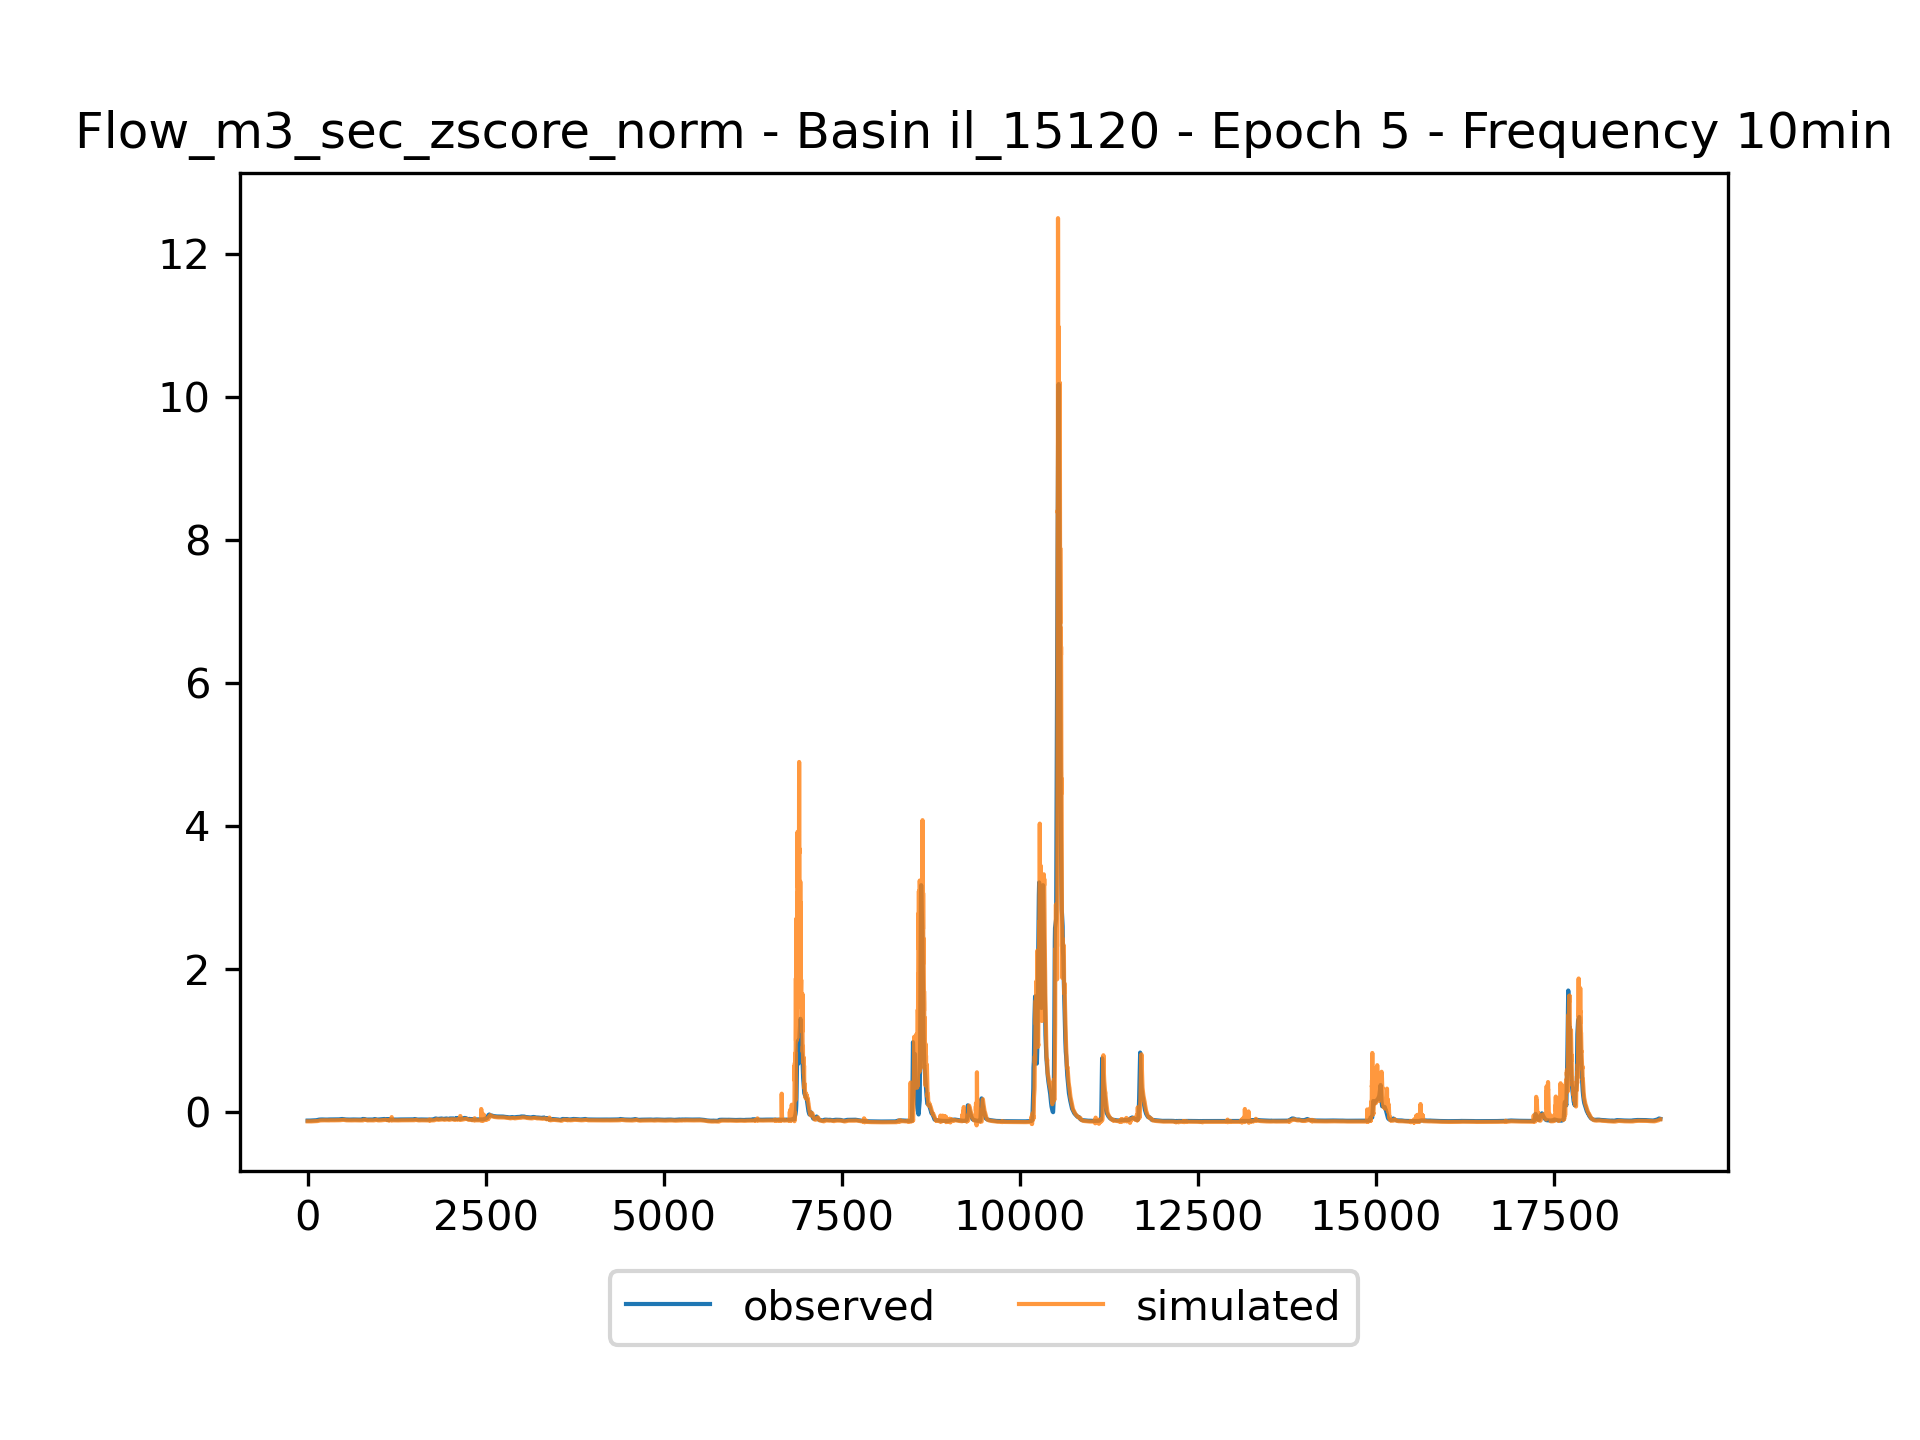 Flow_m3_sec_zscore_norm - Basin il_15120 - Epoch 5 - Frequency 10min
12
10
8
6
4
2
0
0 2500 5000 7500 10000 12500 15000 17500
observed simulated